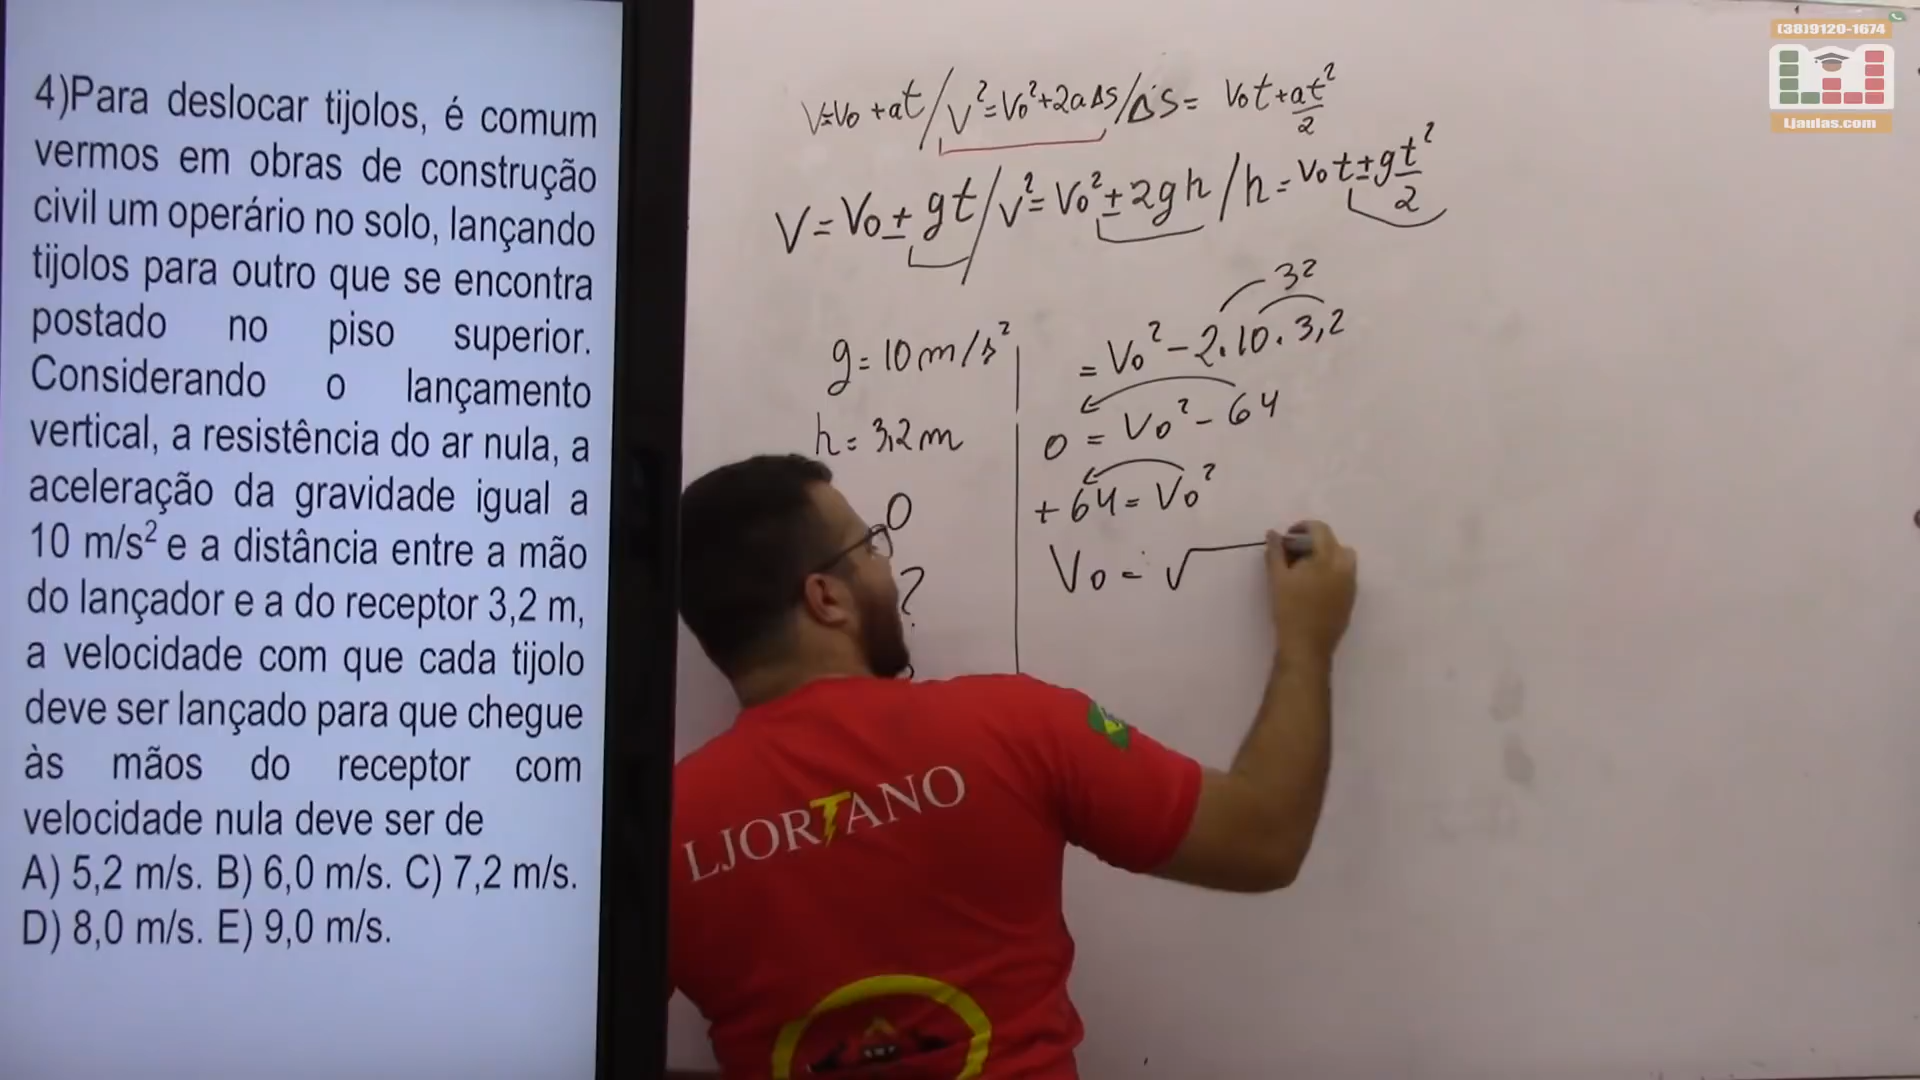 4)Para deslocar tijolos, é comum
vermos em obras de construção
civil um operário no solo, lançando
tijolos para outro que se encontra
postado no piso superior.
Considerando o lançamento
vertical, a resistência do ar nula, a
aceleração da gravidade igual a
10 m/s² e a distância entre a mão
do lançador e a do receptor 3,2 m,
a velocidade com que cada tijolo
deve ser lançado para que chegue
às mãos do receptor com
velocidade nula deve ser de
A) 5,2 m/s. B) 6,0 m/s. C) 7,2 m/s.
D) 8,0 m/s. E) 9,0 m/s.
V=V0+at/V²=V0²+2aΔS/ΔS= V0t+at²/2
V=V0±gt/V²=V0²±2gh/h=V0t±gt²/2
g=10m/s²
h=3,2m
0
?
32
=V0²-2.10.3,2
0=V0²-64
+64=V0²
V0=√
LJORTANO
(38)9120-1674
Ljaulas.com